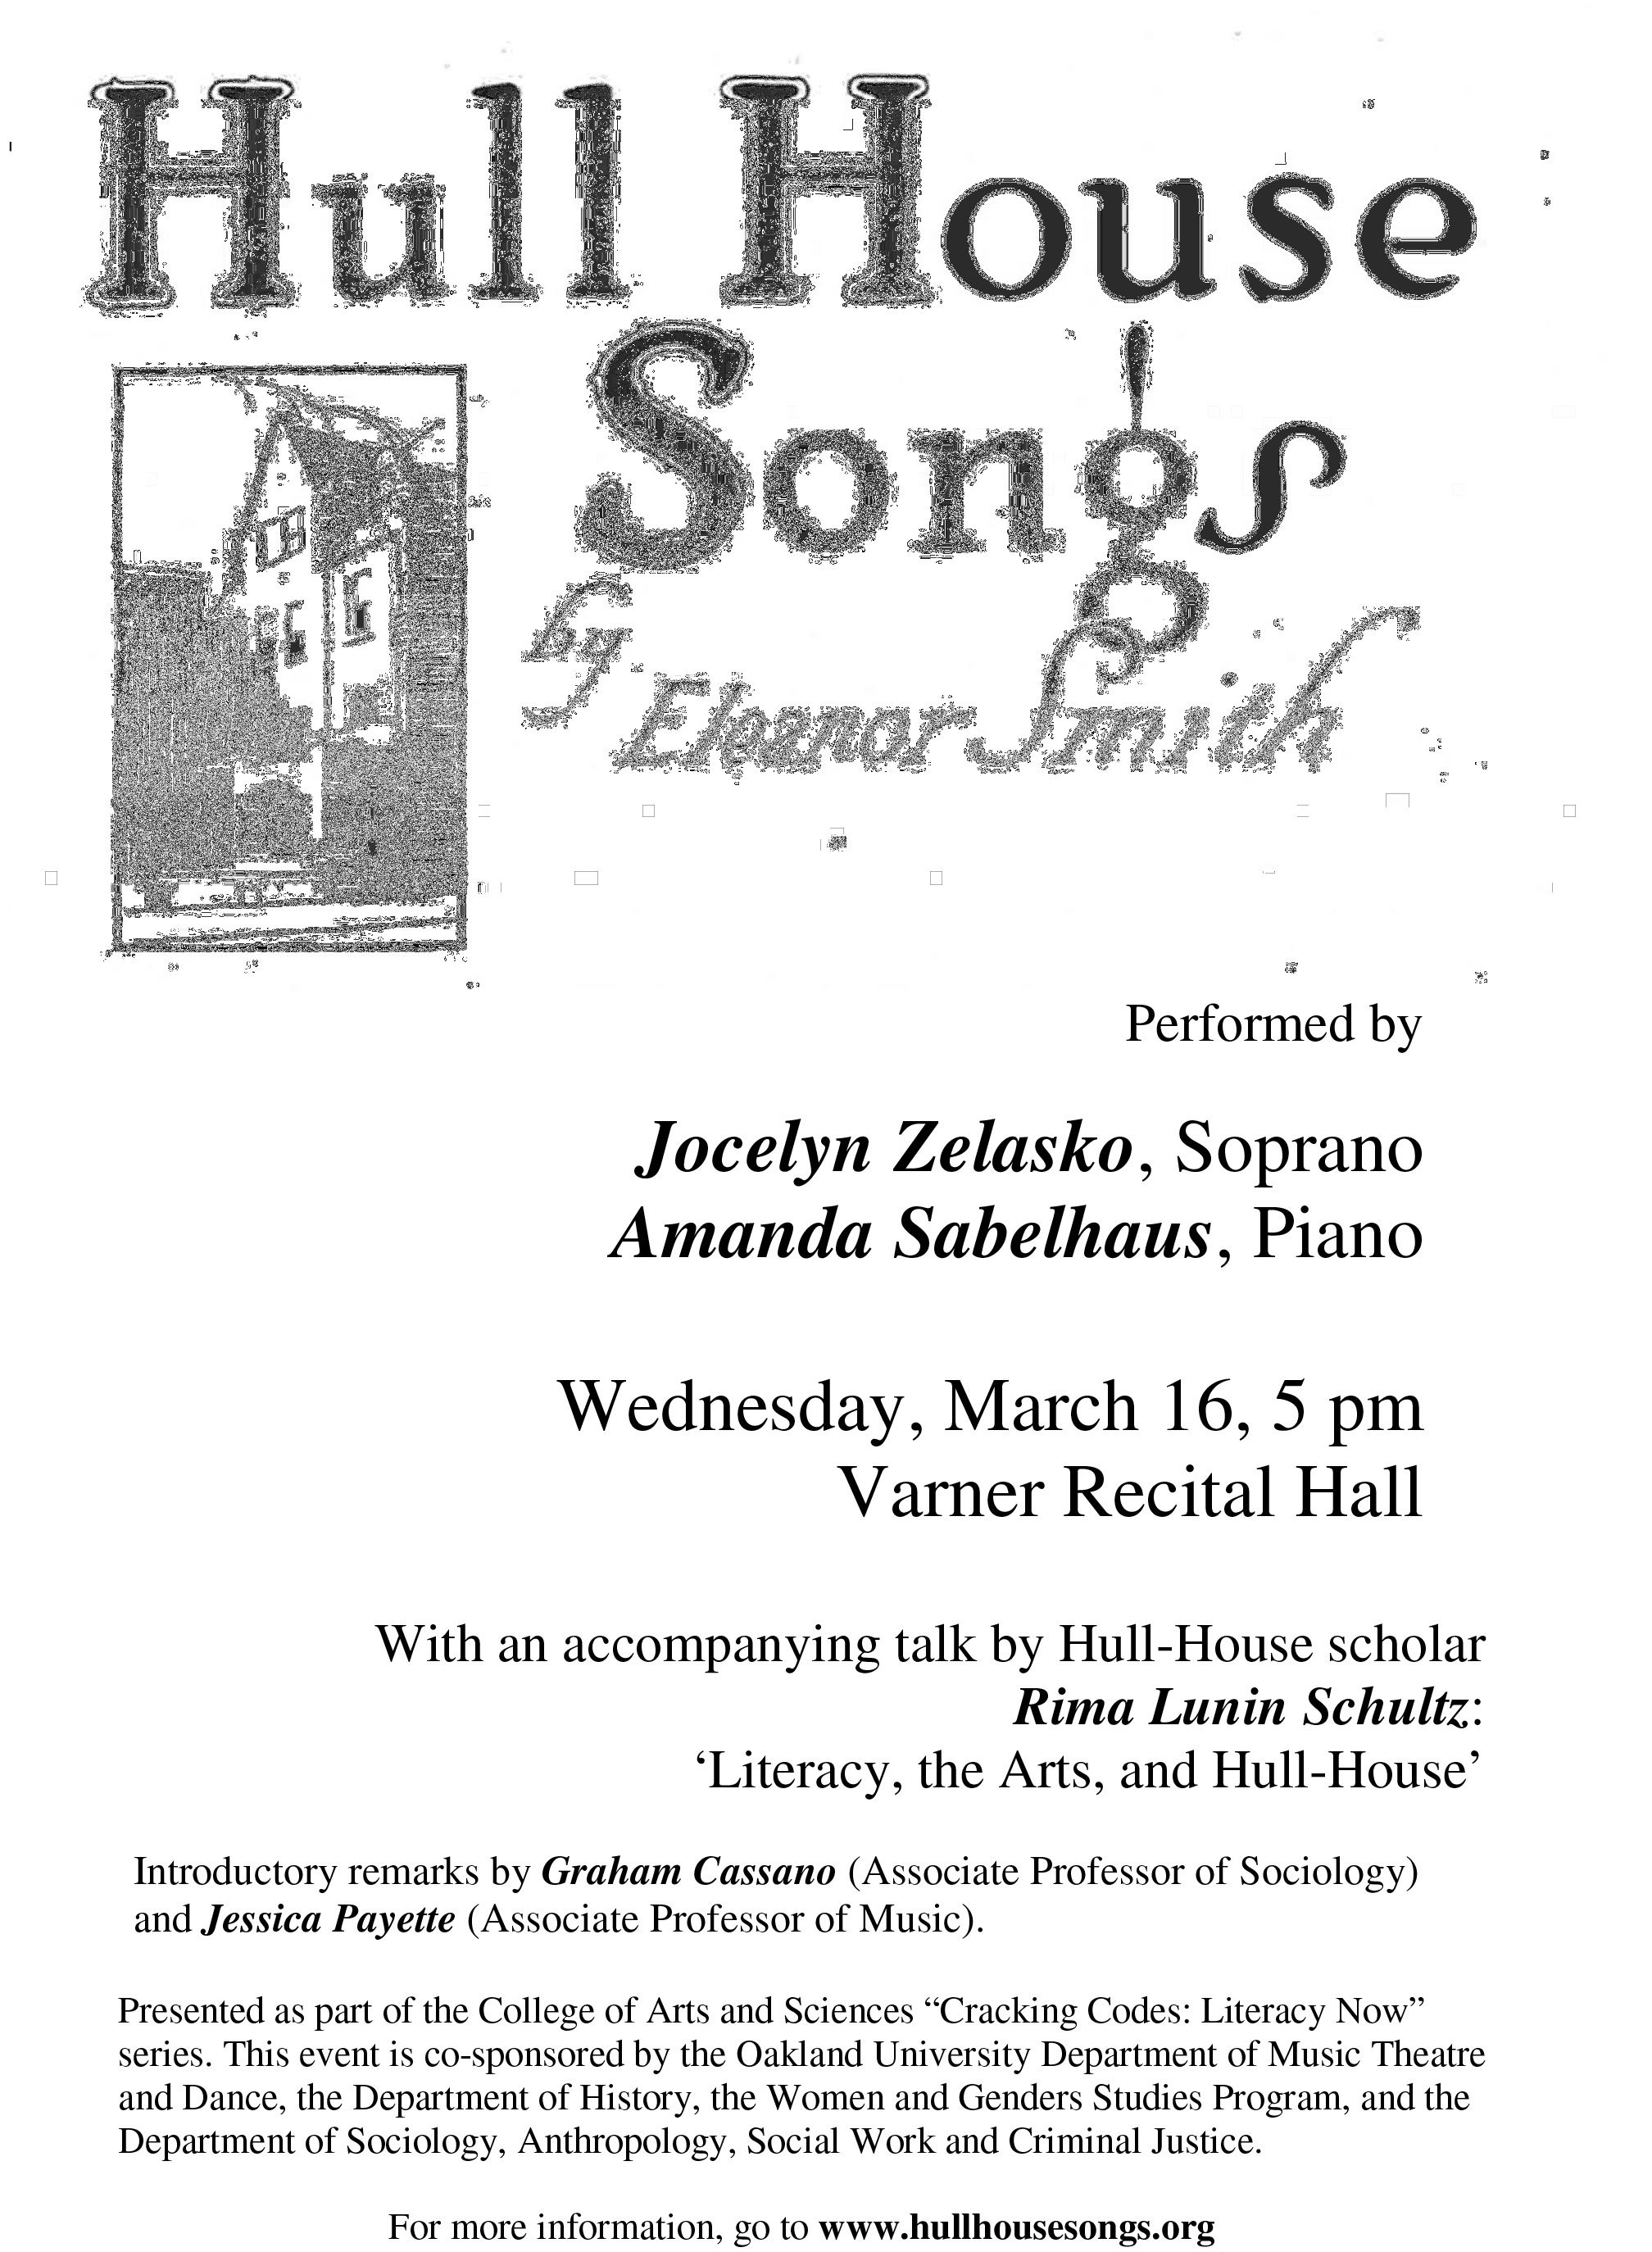 Hull House
Songs
by
Eleanor Smith
Performed by
Jocelyn Zelasko, Soprano
Amanda Sabelhaus, Piano
Wednesday, March 16, 5 pm
Varner Recital Hall
With an accompanying talk by Hull-House scholar
Rima Lunin Schultz:
‘Literacy, the Arts, and Hull-House’
Introductory remarks by Graham Cassano (Associate Professor of Sociology)
and Jessica Payette (Associate Professor of Music).
Presented as part of the College of Arts and Sciences “Cracking Codes: Literacy Now”
series. This event is co-sponsored by the Oakland University Department of Music Theatre
and Dance, the Department of History, the Women and Genders Studies Program, and the
Department of Sociology, Anthropology, Social Work and Criminal Justice.
For more information, go to www.hullhousesongs.org